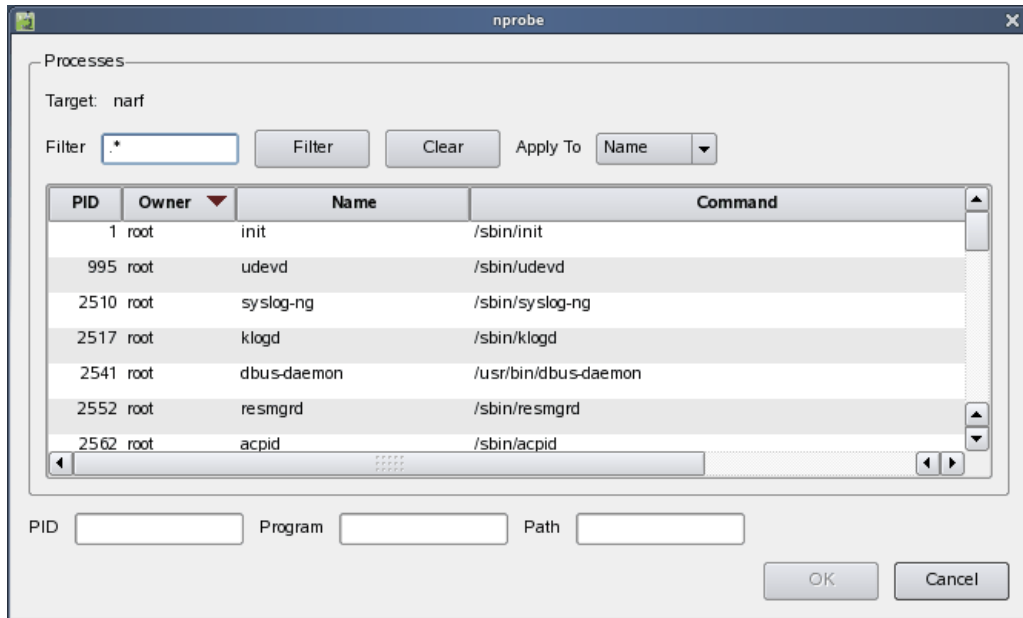 nprobe
Processes
Target: narf
Filter .* Filter Clear Apply To Name
PID Owner Name Command
1 root init /sbin/init
995 root udevd /sbin/udevd
2510 root syslog-ng /sbin/syslog-ng
2517 root klogd /sbin/klogd
2541 root dbus-daemon /usr/bin/dbus-daemon
2552 root resmgrd /sbin/resmgrd
2562 root acpid /sbin/acpid
PID Program Path
OK Cancel